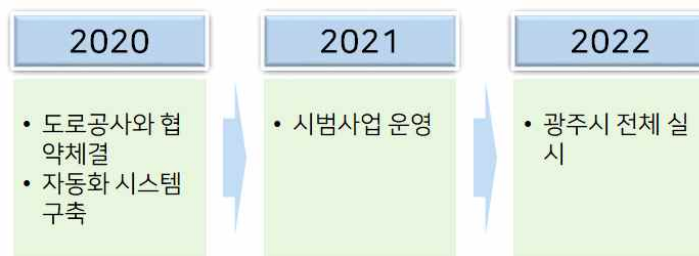 2020
• 도로공사와 협
약체결
• 자동화 시스템
구축
2021
• 시범사업 운영
2022
• 광주시 전체 실
시